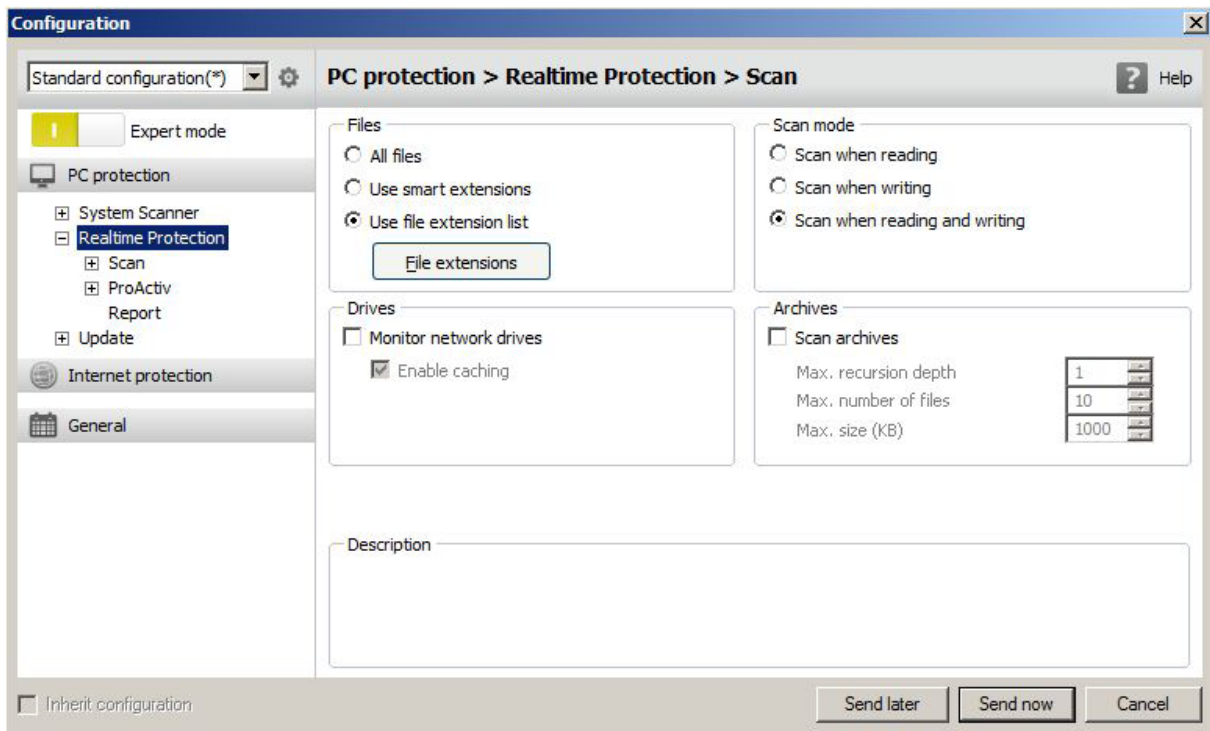 Configuration
Standard configuration(*)
PC protection > Realtime Protection > Scan
? Help
Expert mode
PC protection
System Scanner
Realtime Protection
Scan
ProActiv
Report
Update
Internet protection
General
Files
All files
Use smart extensions
Use file extension list
File extensions
Scan mode
Scan when reading
Scan when writing
Scan when reading and writing
Drives
Monitor network drives
Enable caching
Archives
Scan archives
Max. recursion depth 1
Max. number of files 10
Max. size (KB) 1000
Description
Inherit configuration
Send later
Send now
Cancel